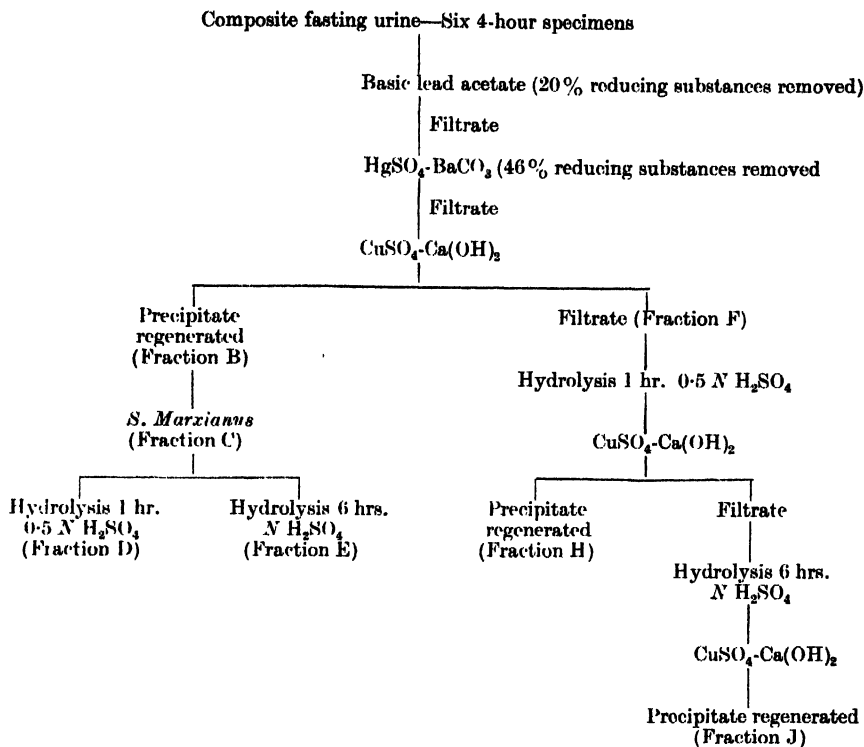 Composite fasting urine—Six 4-hour specimens
Basic lead acetate (20% reducing substances removed)
Filtrate
HgSO₄-BaCO₃ (46% reducing substances removed
Filtrate
CuSO₄-Ca(OH)₂
Precipitate
regenerated
(Fraction B)
S. Marxianus
(Fraction C)
Hydrolysis 1 hr.
0·5 N H₂SO₄
(Fraction D)
Hydrolysis 6 hrs.
N H₂SO₄
(Fraction E)
Filtrate (Fraction F)
Hydrolysis 1 hr. 0·5 N H₂SO₄
CuSO₄-Ca(OH)₂
Precipitate
regenerated
(Fraction H)
Filtrate
Hydrolysis 6 hrs.
N H₂SO₄
CuSO₄-Ca(OH)₂
Precipitate regenerated
(Fraction J)